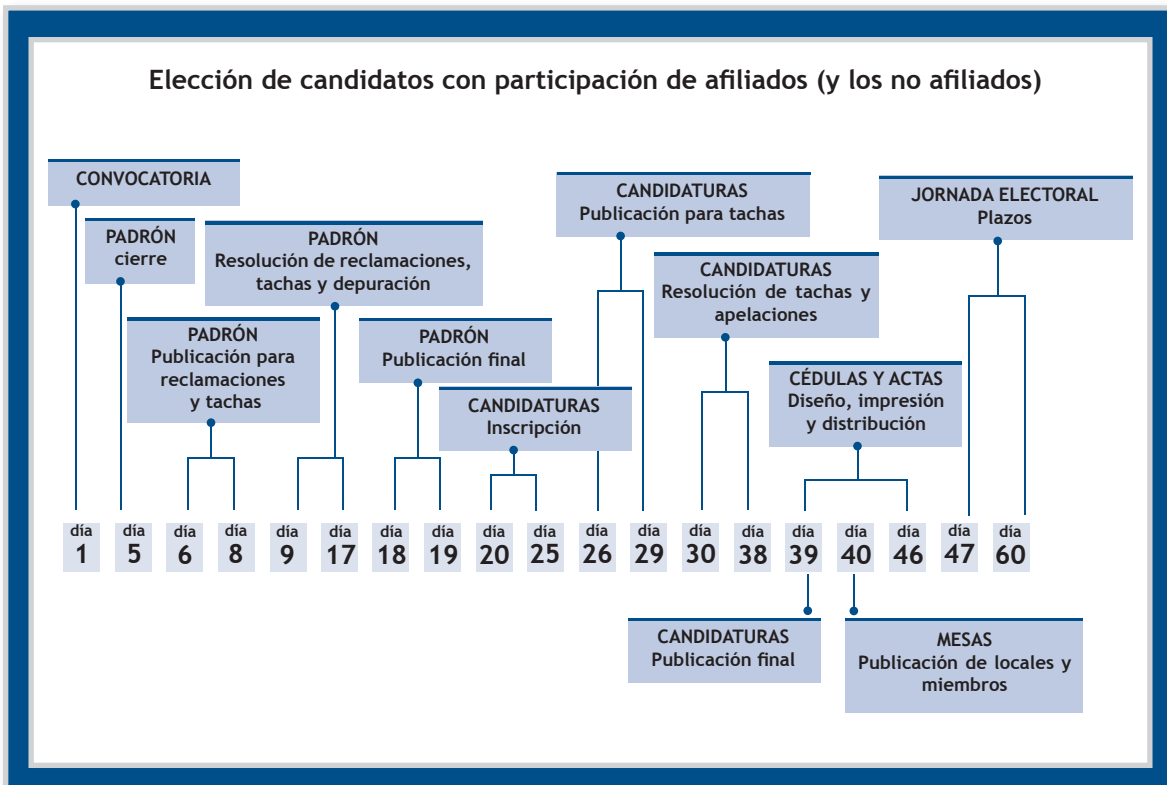 Elección de candidatos con participación de afiliados (y los no afiliados)
CONVOCATORIA
PADRÓN
cierre
PADRÓN
Publicación para
reclamaciones
y tachas
PADRÓN
Resolución de reclamaciones,
tachas y depuración
PADRÓN
Publicación final
CANDIDATURAS
Inscripción
CANDIDATURAS
Publicación para tachas
CANDIDATURAS
Resolución de tachas y
apelaciones
CÉDULAS Y ACTAS
Diseño, impresión
y distribución
JORNADA ELECTORAL
Plazos
día
1
día
5
día
6
día
8
día
9
día
17
día
18
día
19
día
20
día
25
día
26
día
29
día
30
día
38
día
39
día
40
día
46
día
47
día
60
CANDIDATURAS
Publicación final
MESAS
Publicación de locales y
miembros